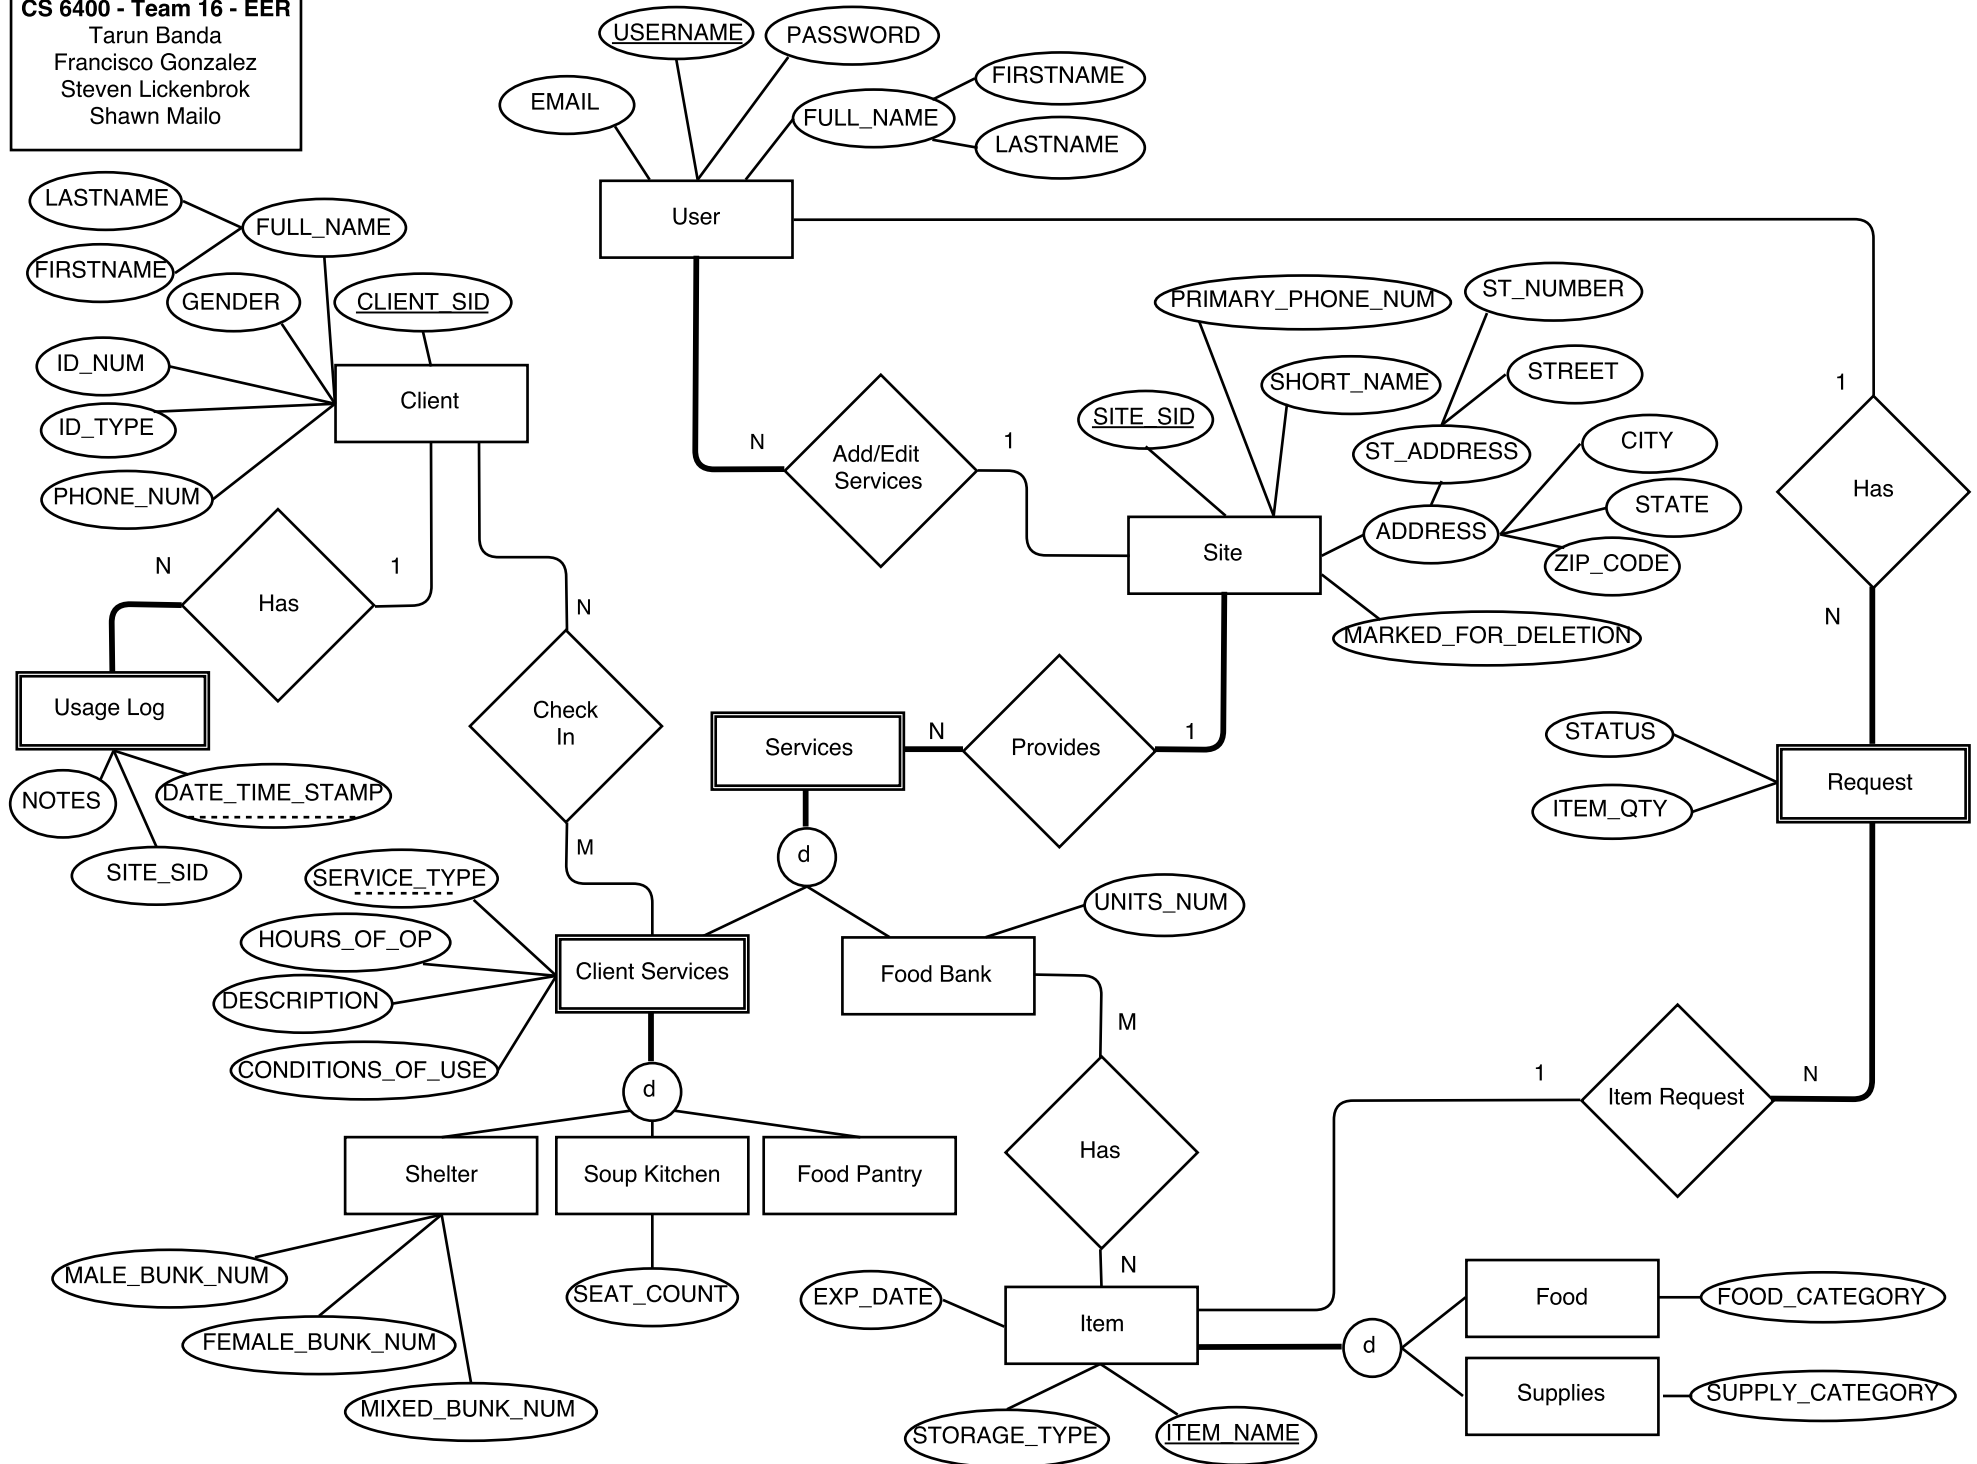 CS 6400 - Team 16 - EER
Tarun Banda
Francisco Gonzalez
Steven Lickenbrok
Shawn Mailo
USERNAME
PASSWORD
EMAIL
FULL_NAME
FIRSTNAME
LASTNAME
User
LASTNAME
FULL_NAME
FIRSTNAME
GENDER
CLIENT_SID
ID_NUM
ID_TYPE
PHONE_NUM
Client
N
Has
1
Usage Log
NOTES
DATE_TIME_STAMP
SITE_SID
N
Check
In
M
N
Add/Edit
Services
1
PRIMARY_PHONE_NUM
ST_NUMBER
SHORT_NAME
STREET
SITE_SID
ST_ADDRESS
CITY
STATE
ADDRESS
ZIP_CODE
Site
MARKED_FOR_DELETION
1
Has
N
Services
N
Provides
1
STATUS
ITEM_QTY
Request
d
SERVICE_TYPE
HOURS_OF_OP
DESCRIPTION
CONDITIONS_OF_USE
Client Services
Food Bank
UNITS_NUM
M
Has
N
d
Shelter
Soup Kitchen
Food Pantry
MALE_BUNK_NUM
FEMALE_BUNK_NUM
MIXED_BUNK_NUM
SEAT_COUNT
1
Item Request
N
EXP_DATE
Item
STORAGE_TYPE
ITEM_NAME
d
Food
FOOD_CATEGORY
Supplies
SUPPLY_CATEGORY